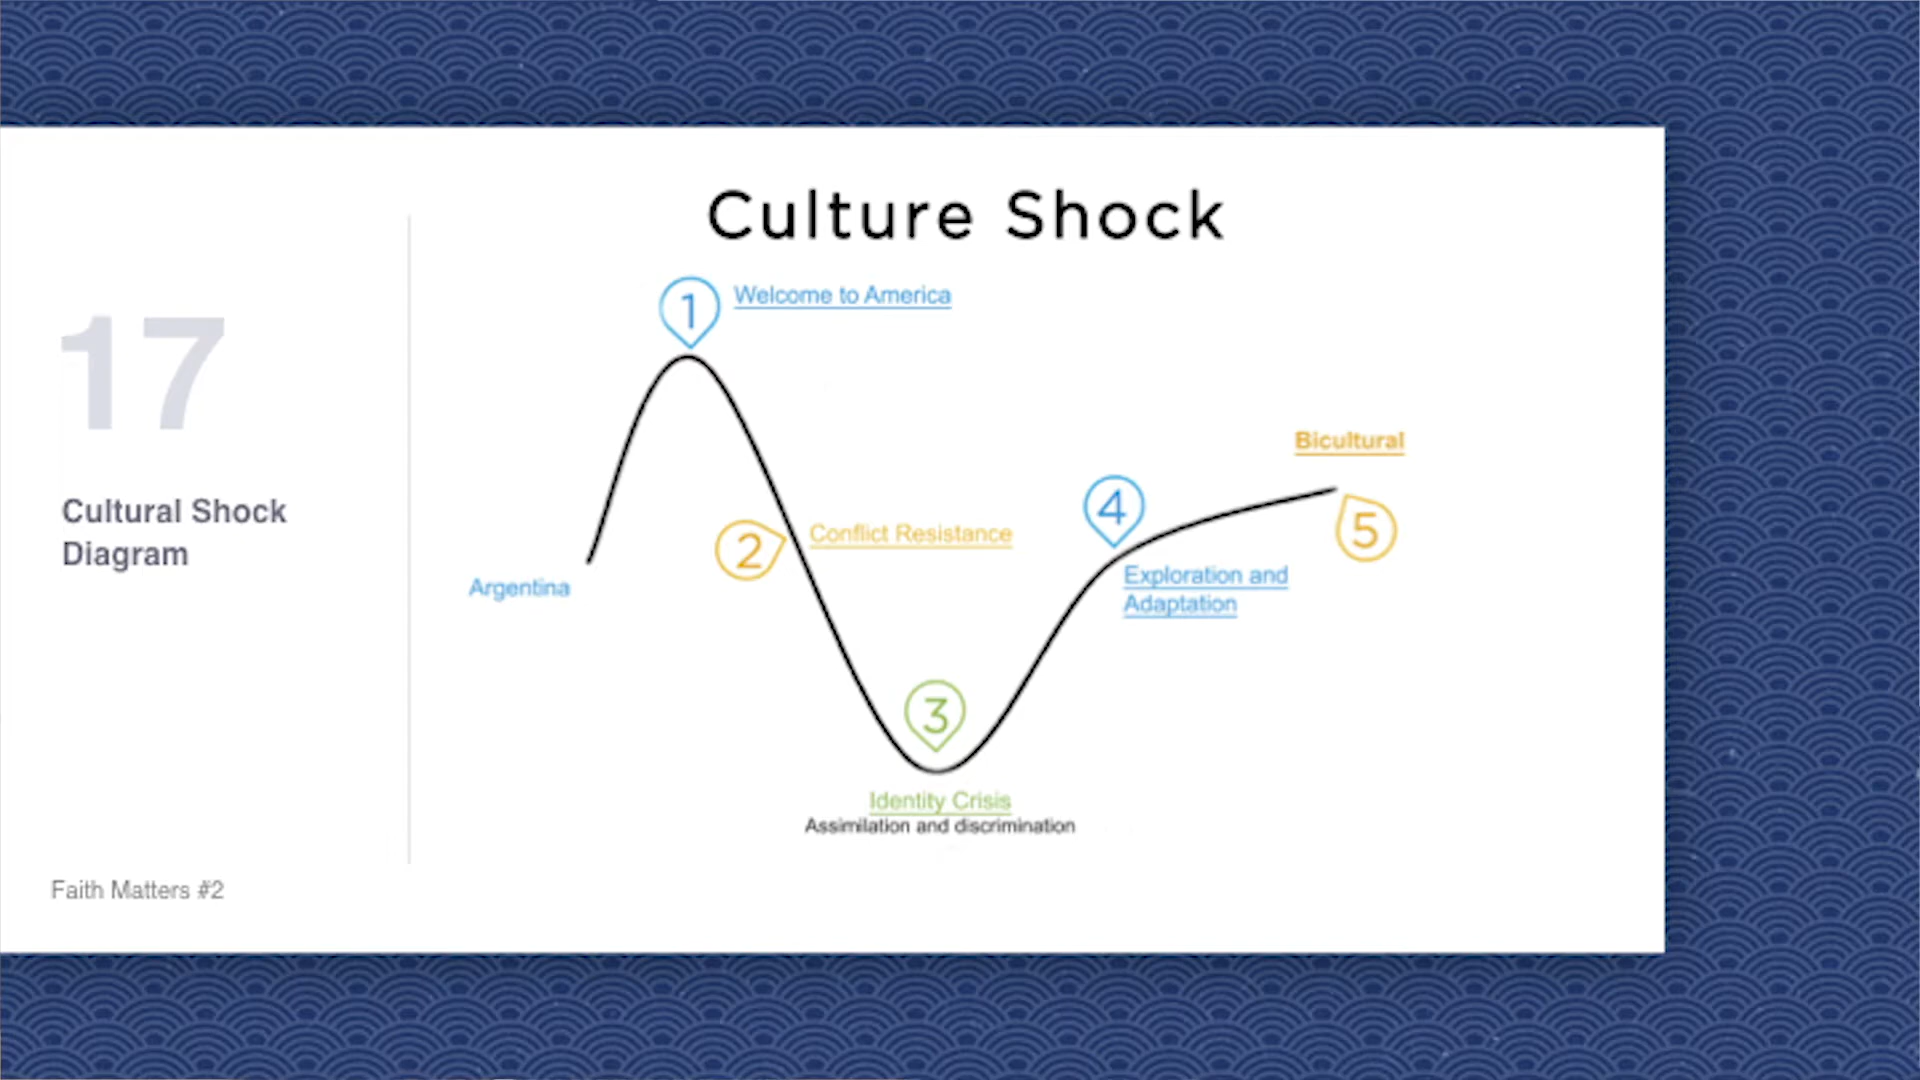 17
Cultural Shock
Diagram
Faith Matters #2
Culture Shock
1
Welcome to America
Argentina
2
Conflict Resistance
3
Identity Crisis
Assimilation and discrimination
4
Exploration and
Adaptation
Bicultural
5